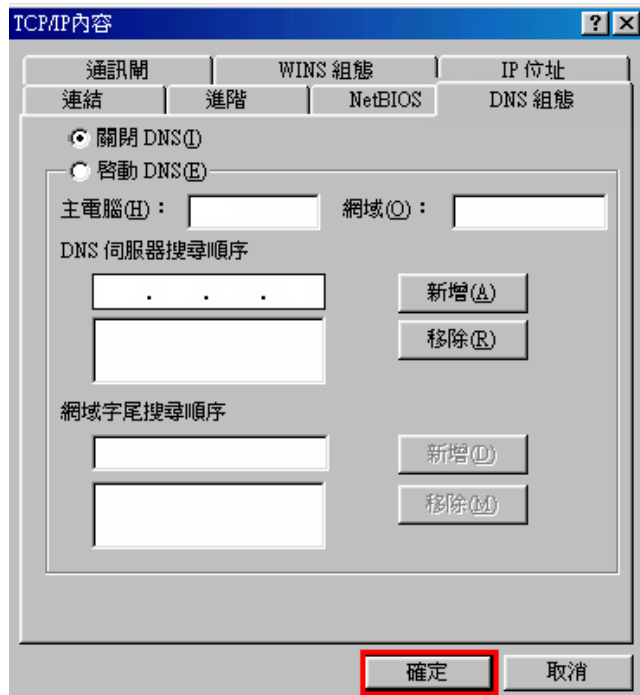 TCP/IP內容
通訊閘 WINS 組態 IP 位址
連結 進階 NetBIOS DNS 組態
關閉 DNS(I)
啓動 DNS(E)
主電腦(H)： 網域(O)：
DNS 伺服器搜尋順序
. . . 新增(A)
移除(R)
網域字尾搜尋順序
新增(D)
移除(M)
確定 取消